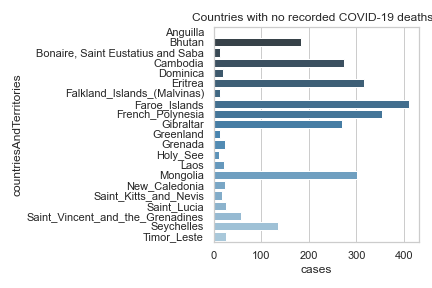 Countries with no recorded COVID-19 deaths
countriesAndTerritories
Anguilla
Bhutan
Bonaire, Saint Eustatius and Saba
Cambodia
Dominica
Eritrea
Falkland_Islands_(Malvinas)
Faroe_Islands
French_Polynesia
Gibraltar
Greenland
Grenada
Holy_See
Laos
Mongolia
New_Caledonia
Saint_Kitts_and_Nevis
Saint_Lucia
Saint_Vincent_and_the_Grenadines
Seychelles
Timor_Leste
0 100 200 300 400
cases